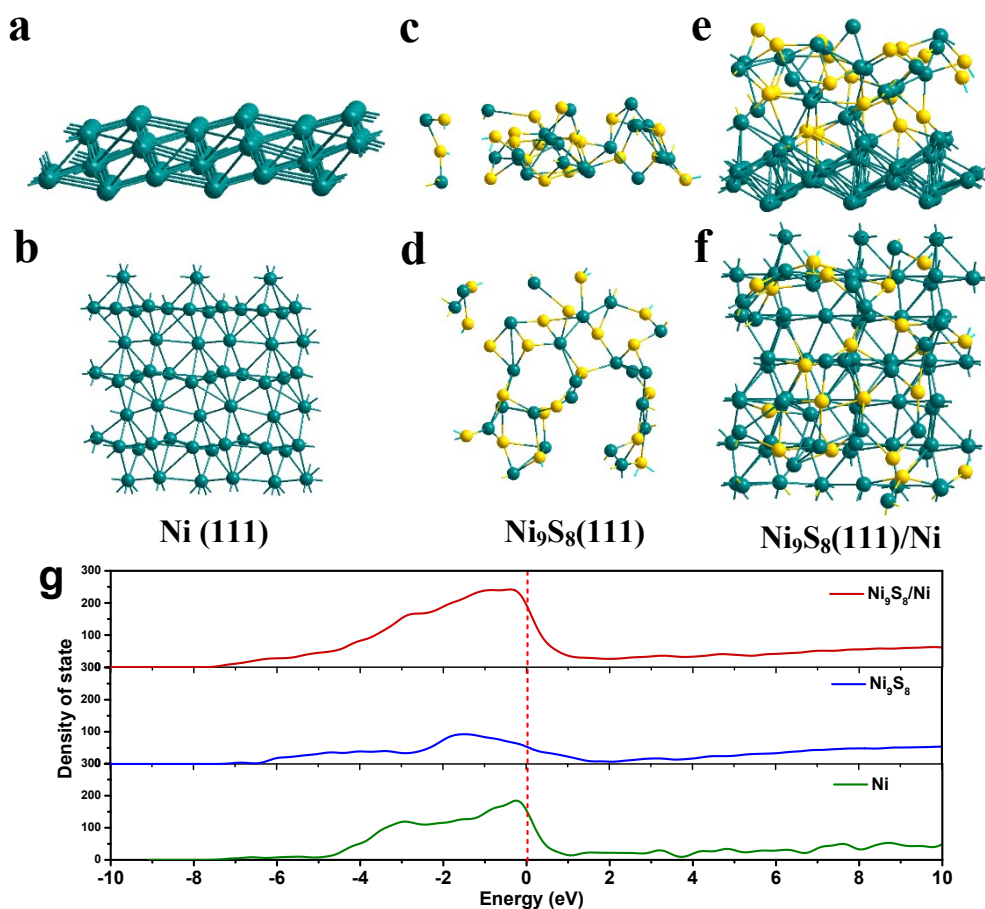 a
c
e
b
d
f
Ni (111)
Ni₉S₈(111)
Ni₉S₈(111)/Ni
g
Density of state
300
200
100
300
200
100
300
200
100
0
Ni₉S₈/Ni
Ni₉S₈
Ni
-10 -8 -6 -4 -2 0 2 4 6 8 10
Energy (eV)